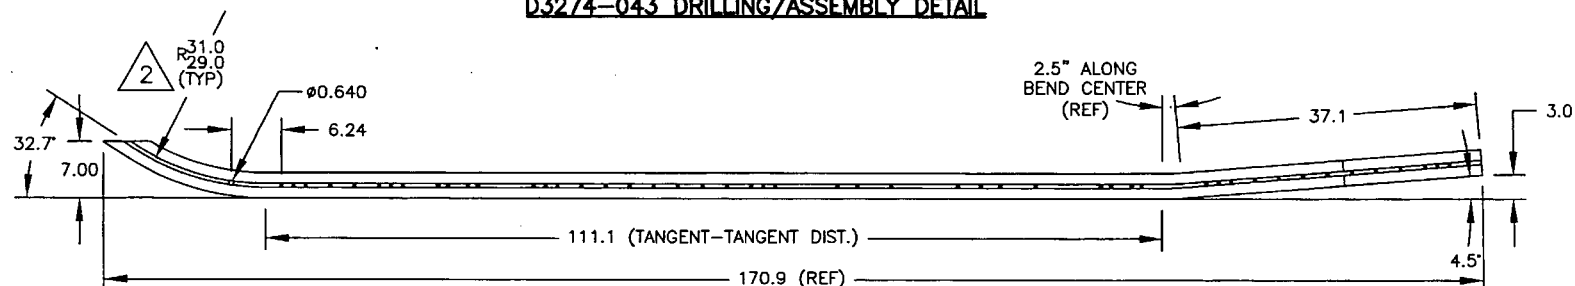 D3274-043 DRILLING/ASSEMBLY DETAIL
2
R31.0
29.0
(TYP)
ø0.640
6.24
32.7°
7.00
2.5" ALONG
BEND CENTER
(REF)
37.1
3.0
111.1 (TANGENT-TANGENT DIST.)
4.5°
170.9 (REF)